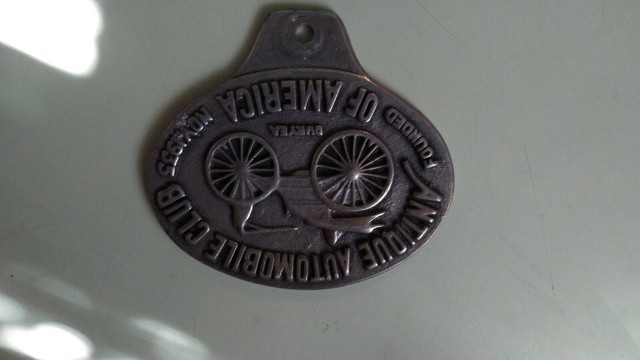 ANTIQUE AUTOMOBILE CLUB
FOUNDED NOV. 1935
DURYEA
OF AMERICA